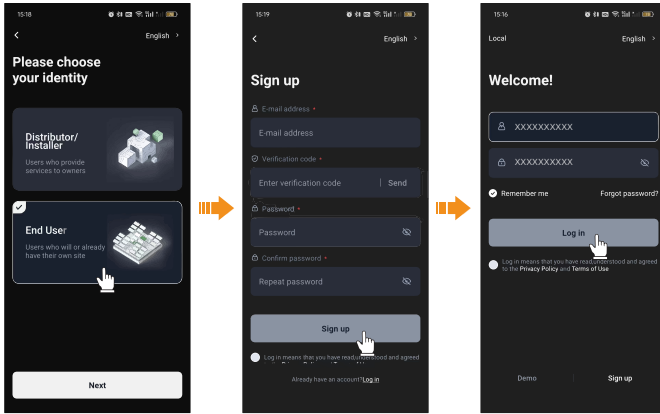 15:18
English >
Please choose
your identity
Distributor/
Installer
Users who provide
services to owners
End User
Users who will or already
have their own site
Next
15:19
English >
Sign up
E-mail address *
E-mail address
Verification code *
Enter verification code | Send
Password *
Password
Confirm password *
Repeat password
Sign up
Log in means that you have read,understood and agreed
Already have an account?Log in
15:16
Local English >
Welcome!
XXXXXXXXXX
XXXXXXXXXX
Remember me Forgot password?
Log in
Log in means that you have read,understood and agreed
to the Privacy Policy and Terms of Use
Demo Sign up